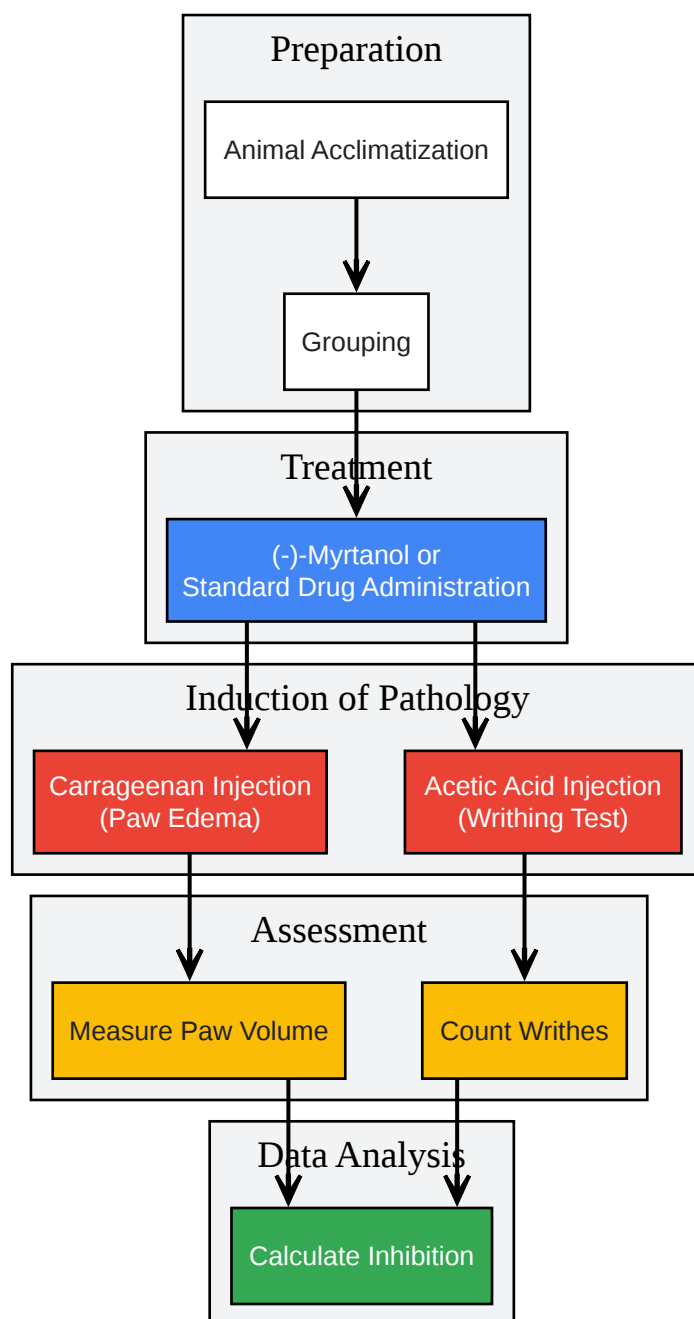 Preparation
Animal Acclimatization
Grouping
Treatment
(-)-Myrtanol or
Standard Drug Administration
Induction of Pathology
Carrageenan Injection
(Paw Edema)
Acetic Acid Injection
(Writhing Test)
Assessment
Measure Paw Volume
Count Writhes
Data Analysis
Calculate Inhibition